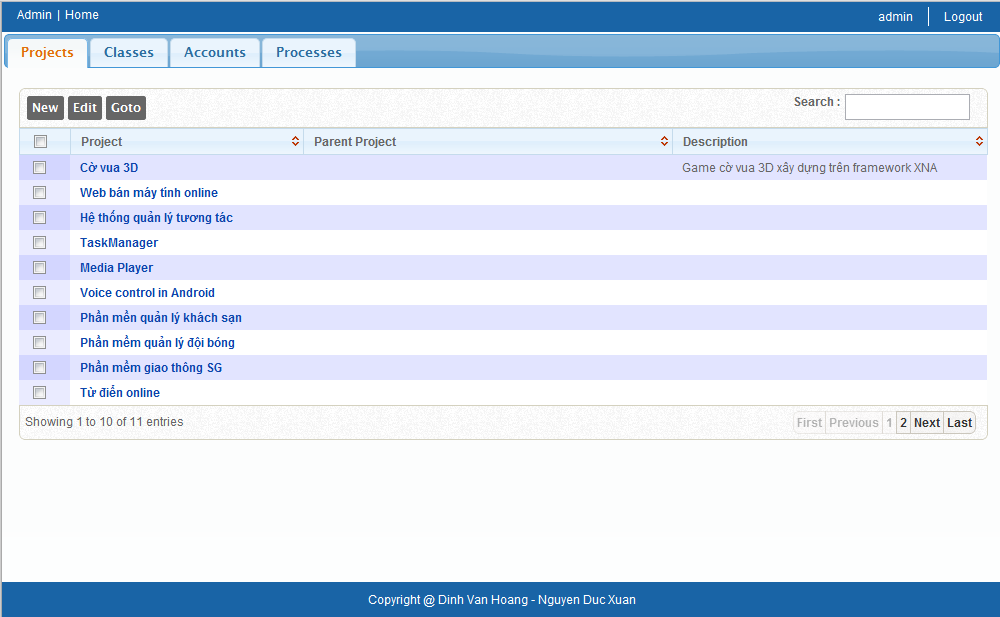 Admin | Home admin Logout
Projects Classes Accounts Processes
New Edit Goto Search :
Project Parent Project Description
Cờ vua 3D Game cờ vua 3D xây dựng trên framework XNA
Web bán máy tính online
Hệ thống quản lý tương tác
TaskManager
Media Player
Voice control in Android
Phần mến quản lý khách sạn
Phần mềm quản lý đội bóng
Phần mềm giao thông SG
Từ điển online
Showing 1 to 10 of 11 entries First Previous 1 2 Next Last
Copyright @ Dinh Van Hoang - Nguyen Duc Xuan